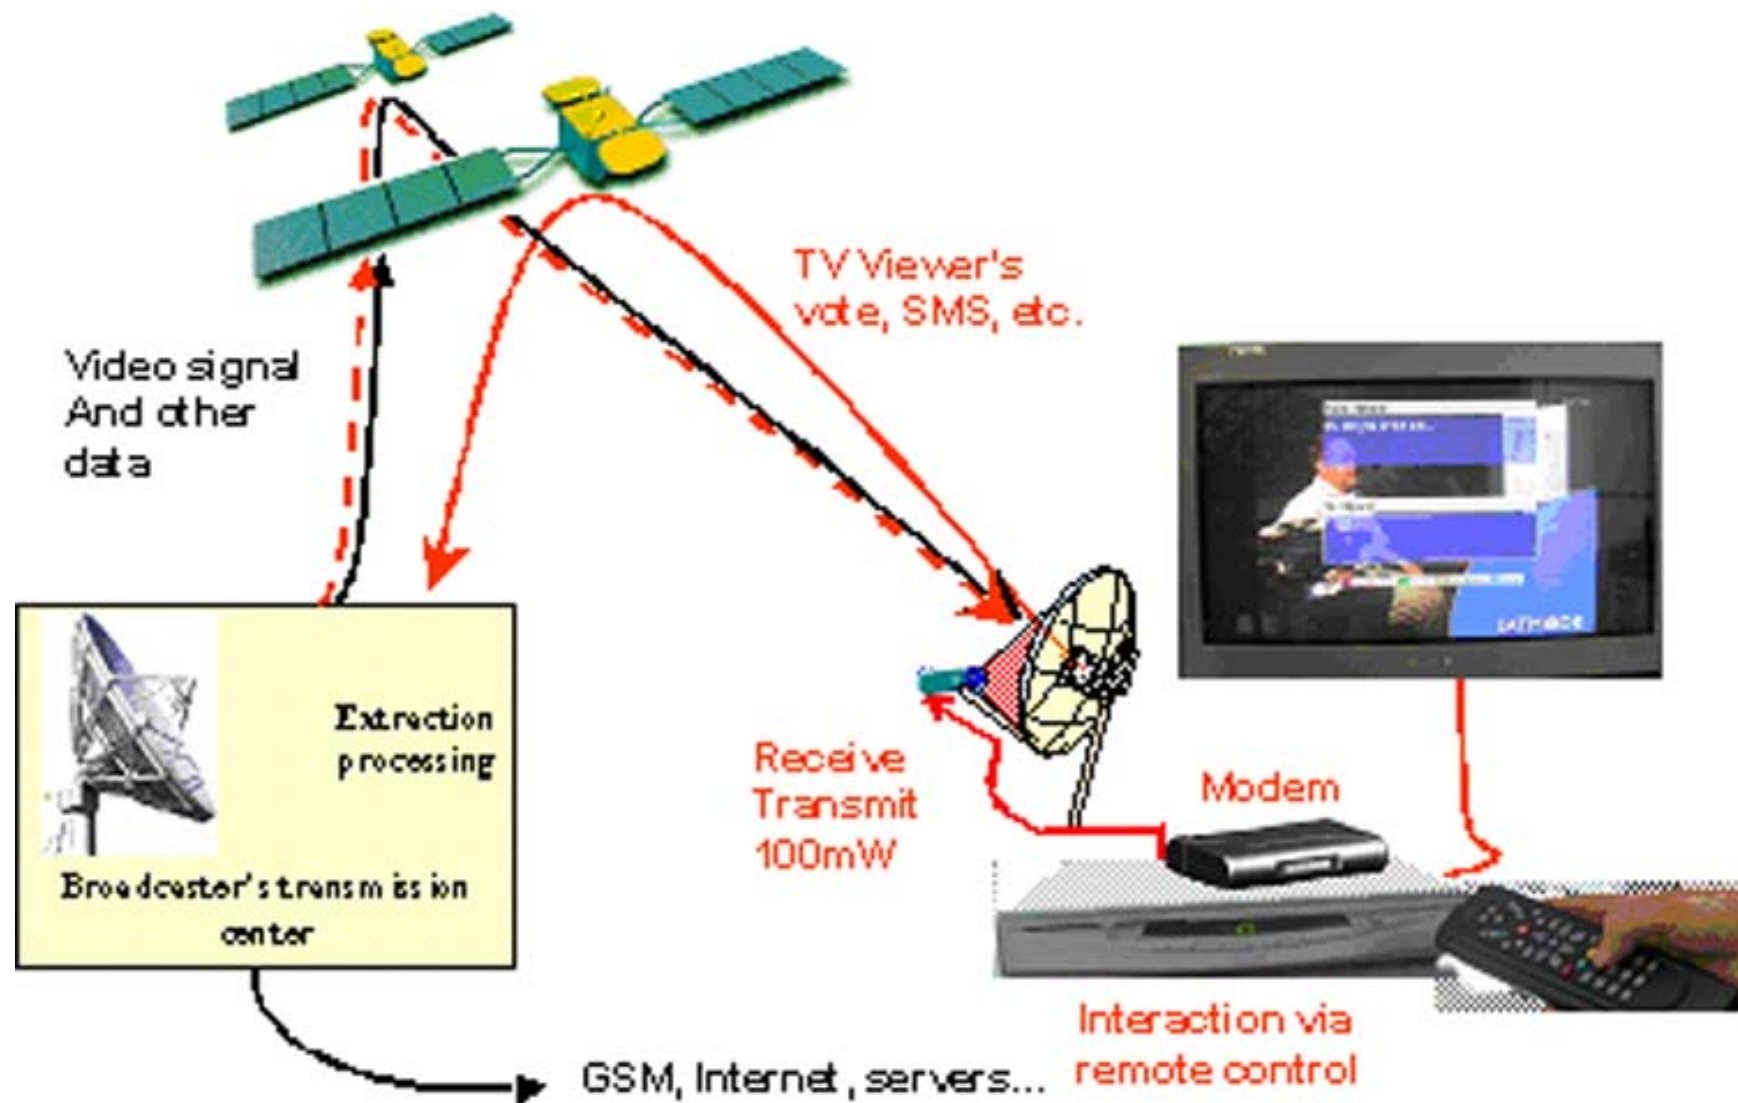 TV Viewer's
vote, SMS, etc.
Video signal
And other
data
Extraction
processing
Broadcaster's transmission
center
Receive
Transmit
100mW
Modem
Interaction via
remote control
GSM, Internet, servers...
SATMODE